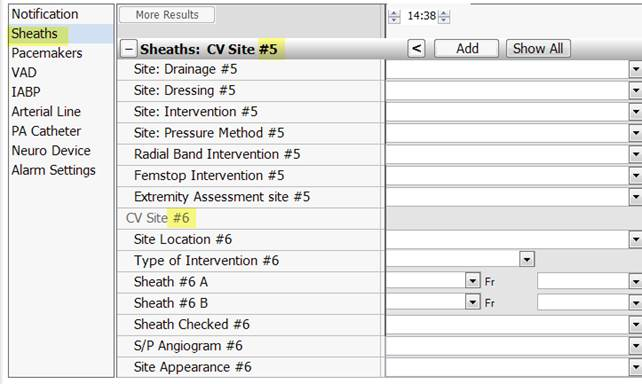 Notification
Sheaths
Pacemakers
VAD
IABP
Arterial Line
PA Catheter
Neuro Device
Alarm Settings
More Results
14:38
Sheaths: CV Site #5
< Add Show All
Site: Drainage #5
Site: Dressing #5
Site: Intervention #5
Site: Pressure Method #5
Radial Band Intervention #5
Femstop Intervention #5
Extremity Assessment site #5
CV Site #6
Site Location #6
Type of Intervention #6
Sheath #6 A Fr
Sheath #6 B Fr
Sheath Checked #6
S/P Angiogram #6
Site Appearance #6